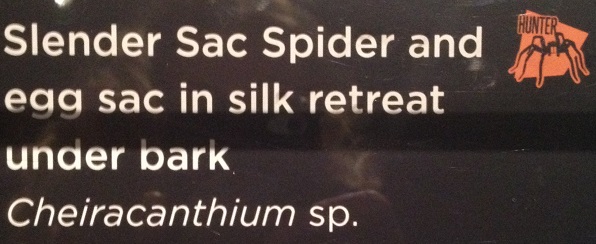 Slender Sac Spider and
HUNTER
egg sac in silk retreat
under bark
Cheiracanthium sp.